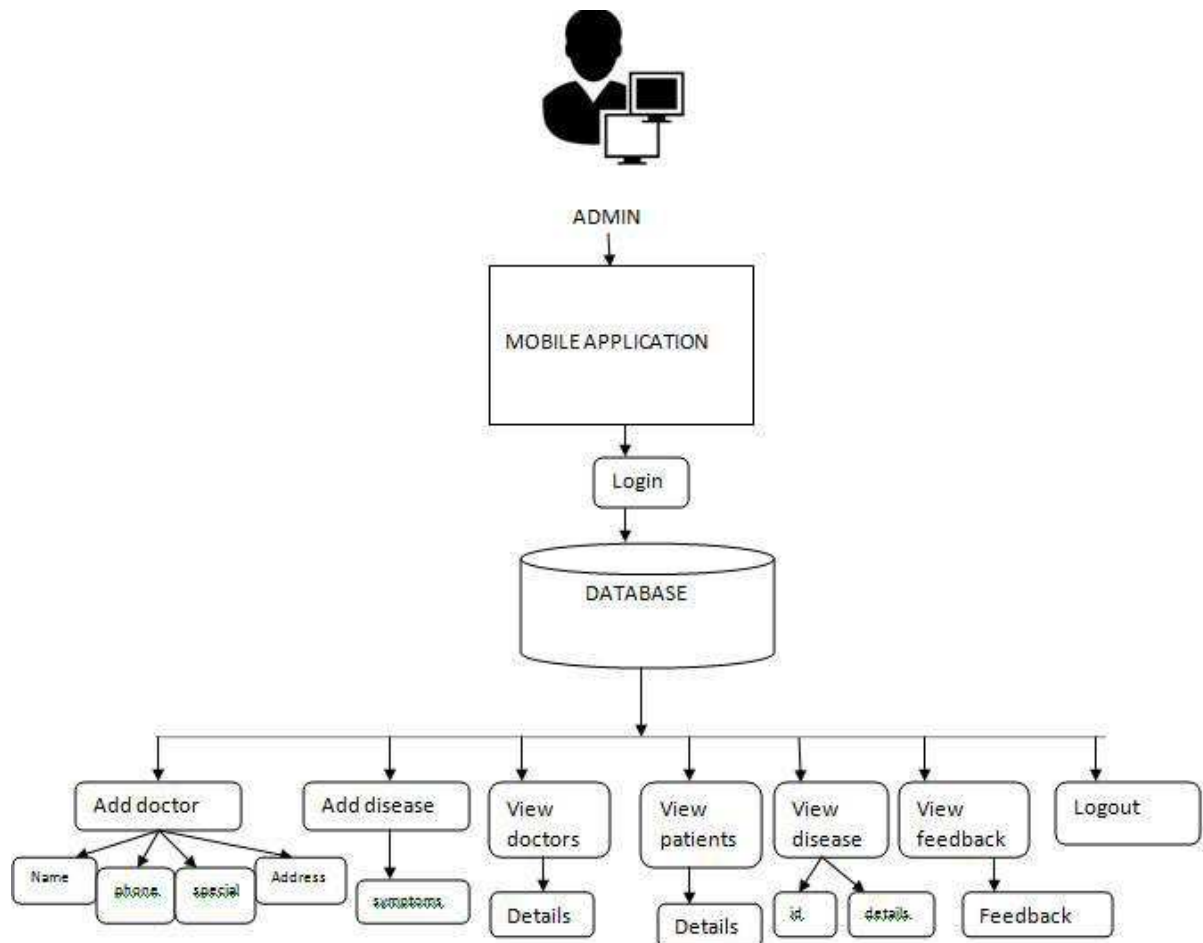 ADMIN
MOBILE APPLICATION
Login
DATABASE
Add doctor
Add disease
View
doctors
View
patients
View
disease
View
feedback
Logout
Name
phone
special
Address
symptoms
Details
Details
id
details
Feedback